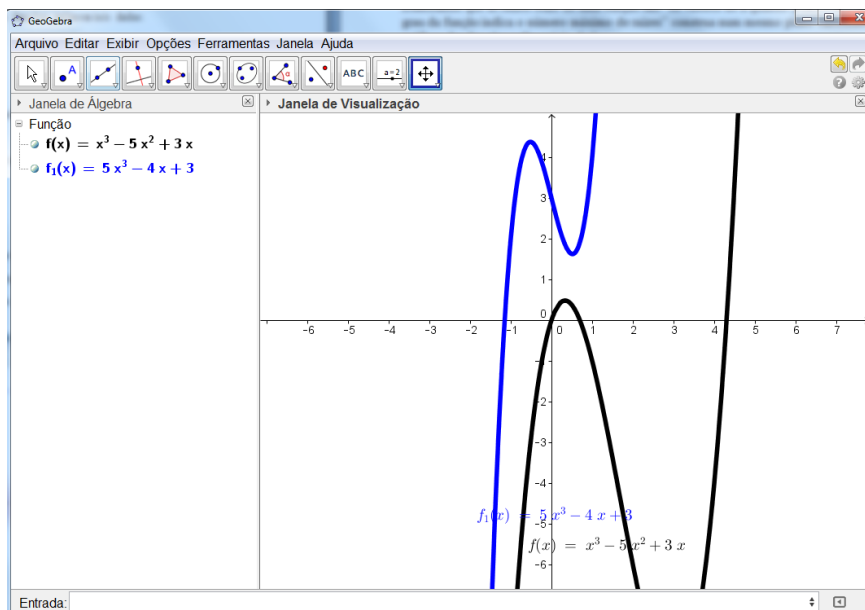 GeoGebra
Arquivo Editar Exibir Opções Ferramentas Janela Ajuda
A
α
ABC
a=2
Janela de Álgebra
Janela de Visualização
Função
f(x) = x³ − 5 x² + 3 x
f₁(x) = 5 x³ − 4 x + 3
4
3
2
1
0
-6 -5 -4 -3 -2 -1 0 1 2 3 4 5 6 7
-1
-2
-3
-4
f₁(x) = 5 x³ − 4 x + 3
-5
f(x) = x³ − 5 x² + 3 x
-6
Entrada: